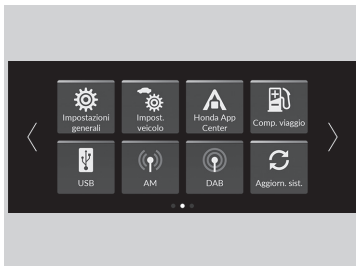 Impostazioni
generali
Impost.
veicolo
Honda App
Center
Comp. viaggio
USB
AM
DAB
Aggiorn. sist.